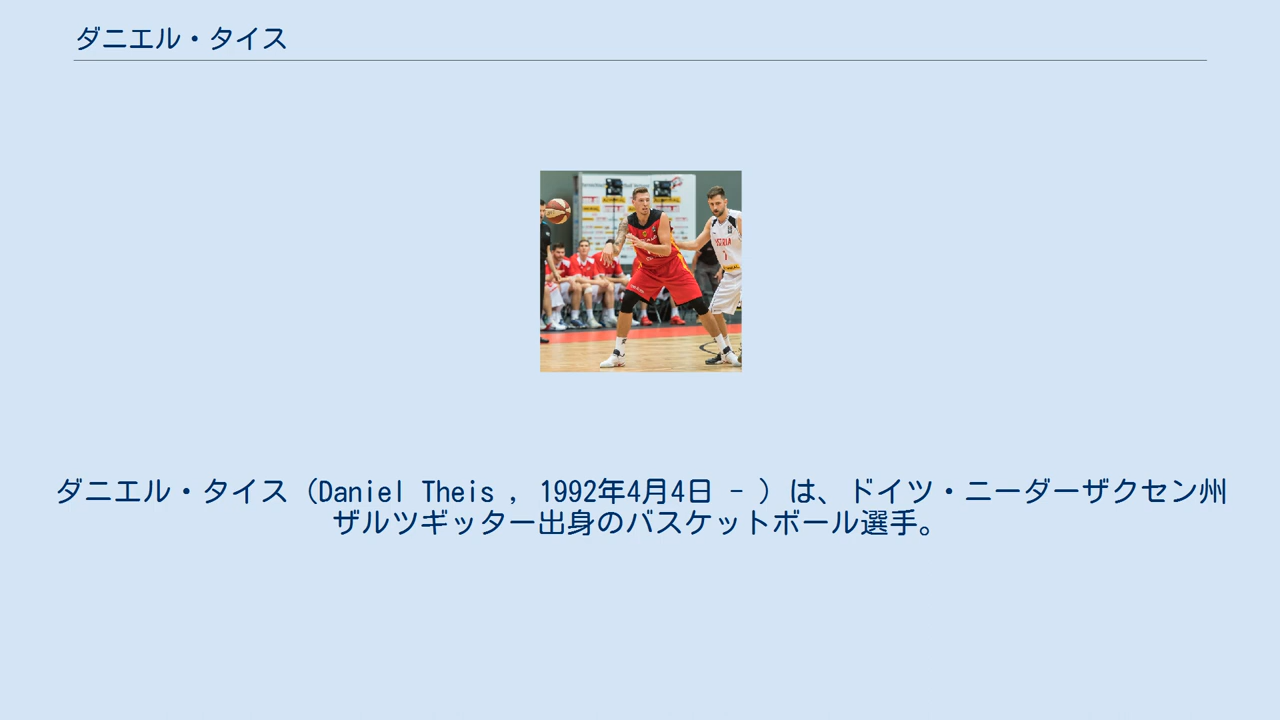 ダニエル・タイス
ダニエル・タイス（Daniel Theis , 1992年4月4日 - ）は、ドイツ・ニーダーザクセン州
ザルツギッター出身のバスケットボール選手。